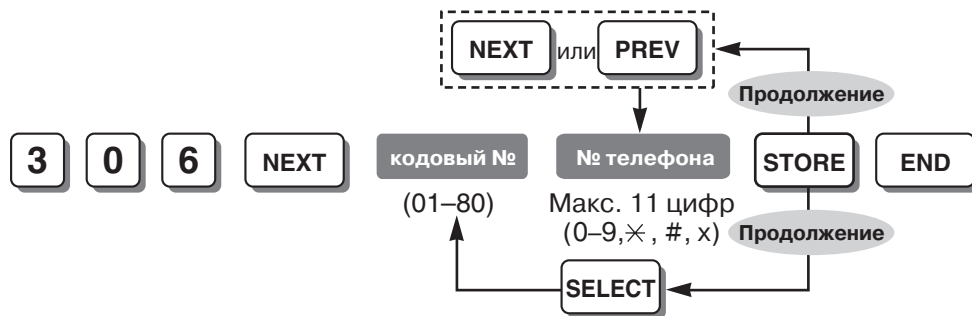 NEXT или PREV
Продолжение
3 0 6 NEXT кодовый № № телефона STORE END
(01–80) Макс. 11 цифр
(0–9,✳, #, x) Продолжение
SELECT